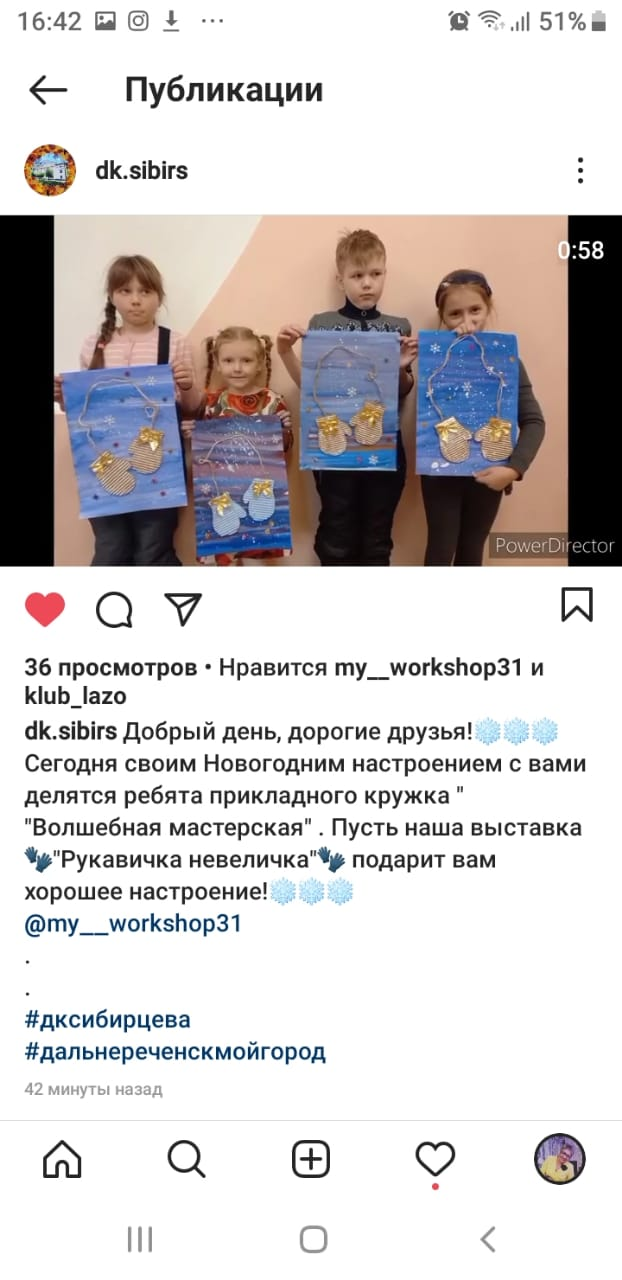 16:42 51%
Публикации
dk.sibirs
0:58
PowerDirector
36 просмотров • Нравится my__workshop31 и
klub_lazo
dk.sibirs Добрый день, дорогие друзья!❄️❄️❄️
Сегодня своим Новогодним настроением с вами
делятся ребята прикладного кружка "
"Волшебная мастерская" . Пусть наша выставка
🧤"Рукавичка невеличка"🧤 подарит вам
хорошее настроение!❄️❄️❄️
@my__workshop31
.
.
#дксибирцева
#дальнереченскмойгород
42 минуты назад